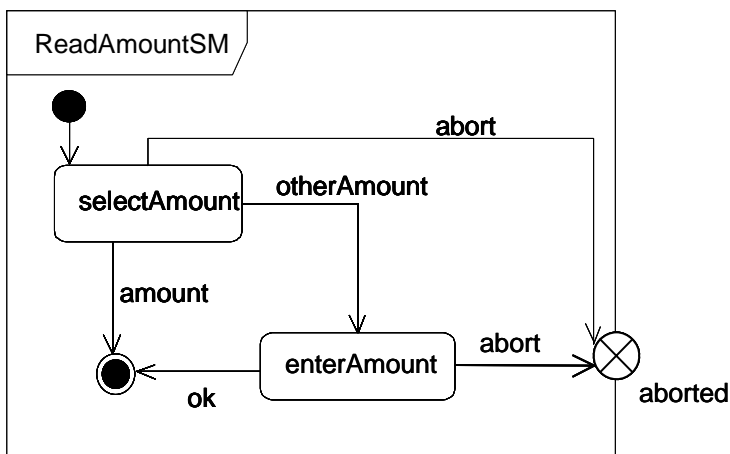 ReadAmountSM
abort
otherAmount
selectAmount
amount
abort
enterAmount
ok
aborted